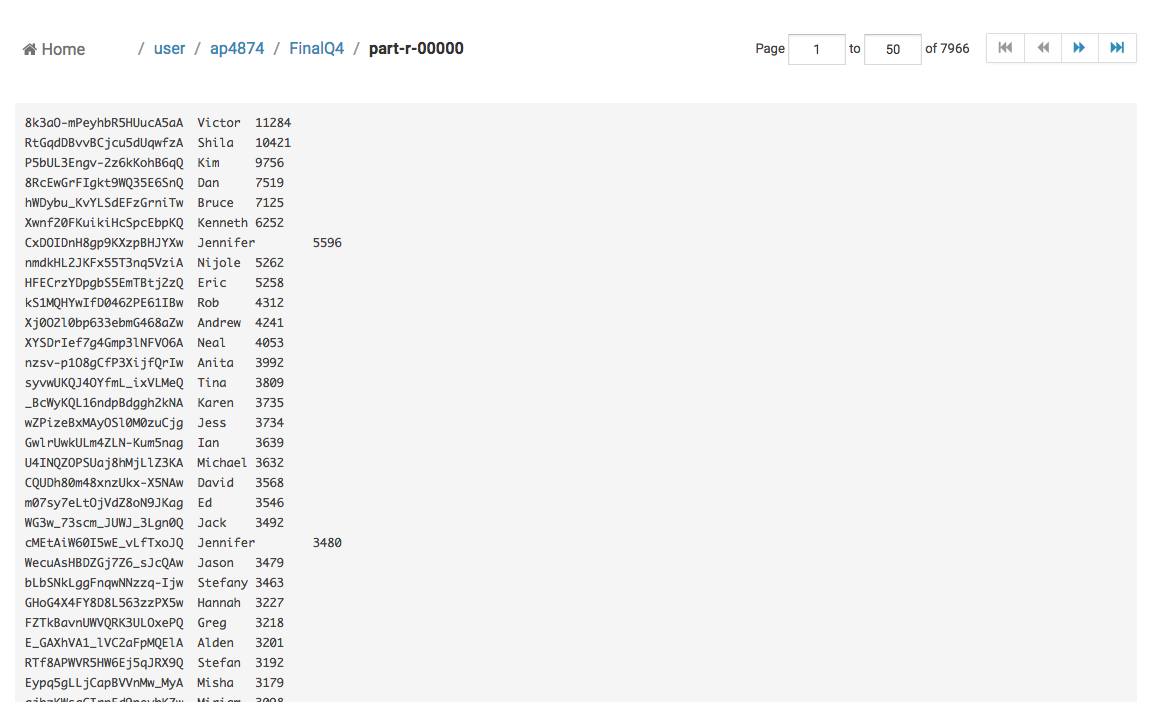 Home / user / ap4874 / FinalQ4 / part-r-00000 Page 1 to 50 of 7966
8k3aO-mPeyhbR5HUucA5aA Victor 11284
RtGqdDBvvBCjcu5dUqwfzA Shila 10421
P5bUL3Engv-2z6kKohB6qQ Kim 9756
8RcEwGrFIgkt9WQ35E6SnQ Dan 7519
hWDybu_KvYLSdEFzGrniTw Bruce 7125
XwnfZ0FKuikiHcSpcEbpKQ Kenneth 6252
CxDOIDnH8gp9KXzpBHJYXw Jennifer 5596
nmdkHL2JKFx55T3nq5VziA Nijole 5262
HFECrzYDpgbS5EmTBtj2zQ Eric 5258
kS1MQHYwIfD0462PE61IBw Rob 4312
Xj0O2l0bp633ebmG468aZw Andrew 4241
XYSDrIef7g4Gmp3lNFVO6A Neal 4053
nzsv-p1O8gCfP3XijfQrIw Anita 3992
syvwUKQJ4OYfmL_ixVLMeQ Tina 3809
_BcWyKQL16ndpBdggh2kNA Karen 3735
wZPizeBxMAyOSl0M0zuCjg Jess 3734
GwlrUwkULm4ZLN-Kum5nag Ian 3639
U4INQZOPSUaj8hMjLlZ3KA Michael 3632
CQUDh80m48xnzUkx-X5NAw David 3568
m07sy7eLtOjVdZ8oN9JKag Ed 3546
WG3w_73scm_JUWJ_3Lgn0Q Jack 3492
cMEtAiW60I5wE_vLfTxoJQ Jennifer 3480
WecuAsHBDZGj7Z6_sJcQAw Jason 3479
bLbSNkLggFnqwNNzzq-Ijw Stefany 3463
GHoG4X4FY8D8L563zzPX5w Hannah 3227
FZTkBavnUWVQRK3ULOxePQ Greg 3218
E_GAXhVA1_lVC2aFpMQElA Alden 3201
RTf8APWVR5HW6Ej5qJRX9Q Stefan 3192
Eypq5gLLjCapBVVnMw_MyA Misha 3179